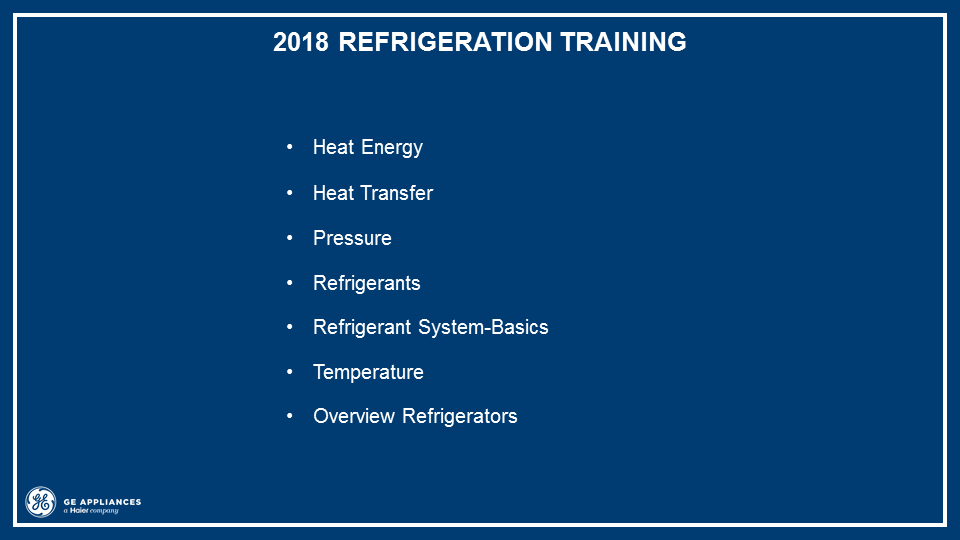 2018 REFRIGERATION TRAINING
• Heat Energy
• Heat Transfer
• Pressure
• Refrigerants
• Refrigerant System-Basics
• Temperature
• Overview Refrigerators
GE
GE APPLIANCES
a Haier company